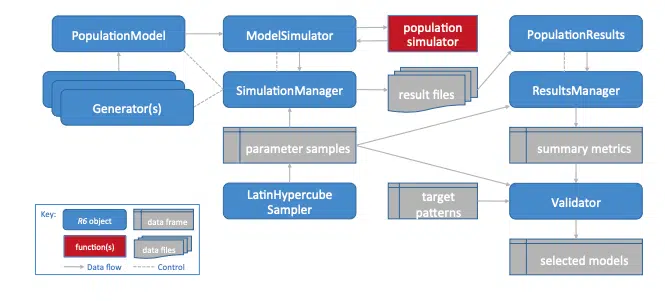 PopulationModel
ModelSimulator
population
simulator
PopulationResults
Generator(s)
SimulationManager
result files
ResultsManager
parameter samples
summary metrics
LatinHypercube
Sampler
target
patterns
Validator
selected models
Key:
R6 object
data frame
function(s)
data files
Data flow
Control